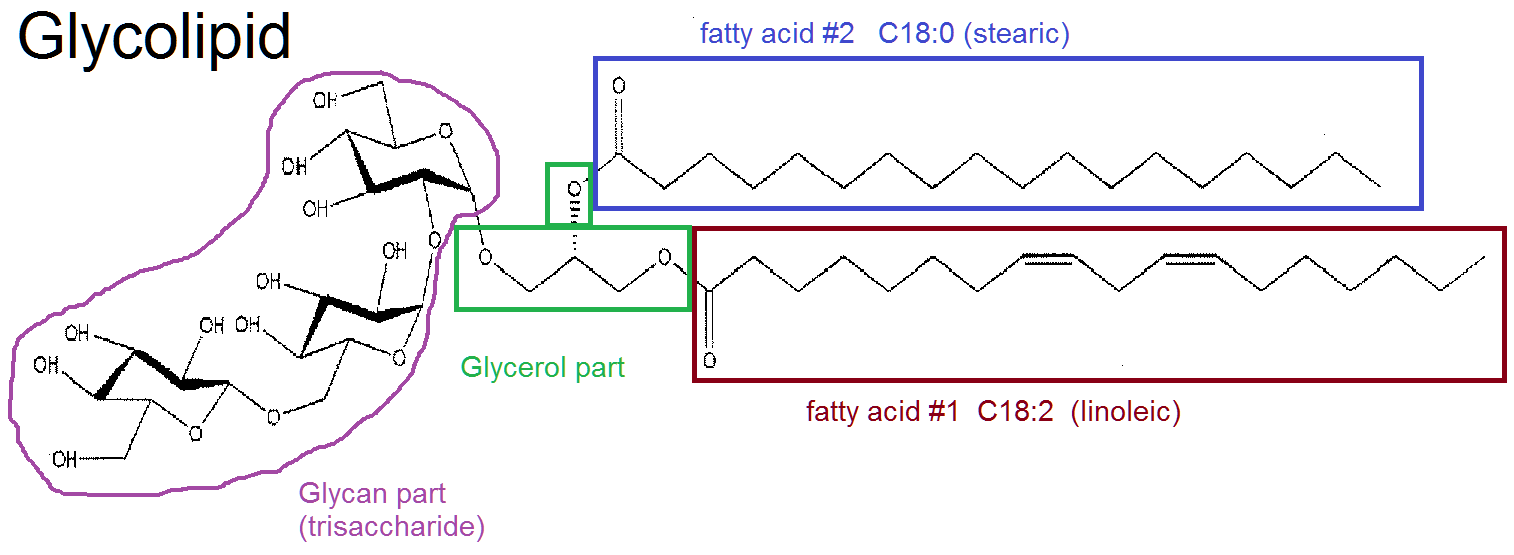 Glycolipid
fatty acid #2 C18:0 (stearic)
O
OH
O
OH
O
OH
O
OH
O
O
OH
OH
OH
OH
O
OH
O
O
OH
O
OH
Glycerol part
fatty acid #1 C18:2 (linoleic)
Glycan part
(trisaccharide)